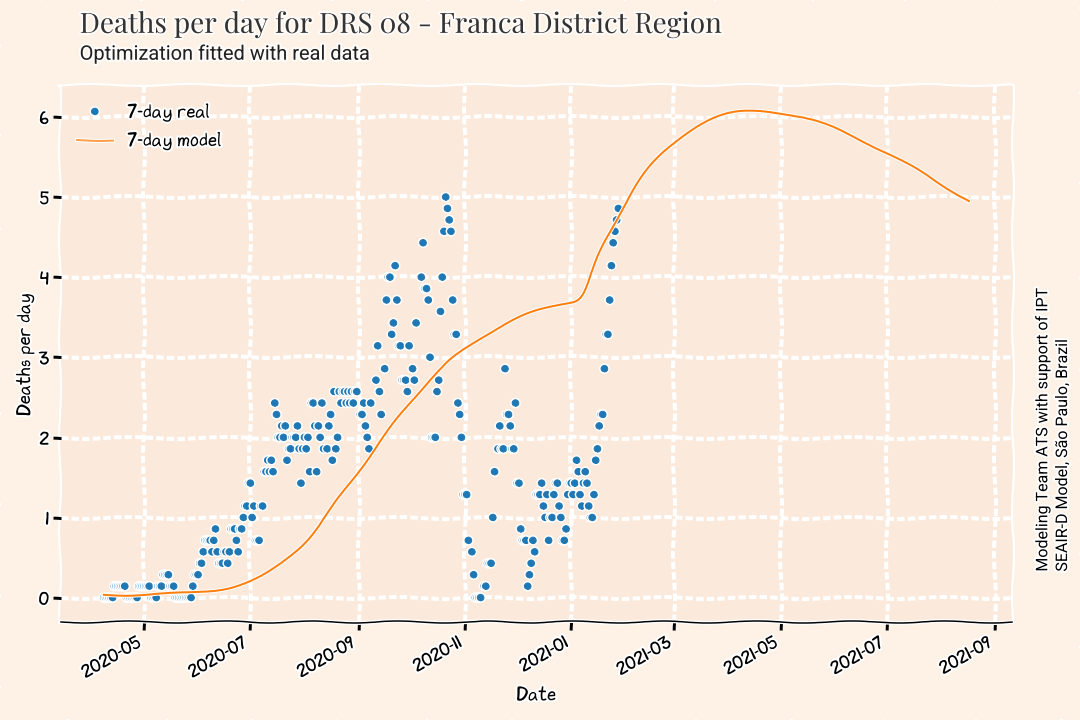 Deaths per day for DRS 08 - Franca District Region
Optimization fitted with real data
7-day real
7-day model
6
5
4
3
2
1
0
Deaths per day
2020-05
2020-07
2020-09
2020-11
2021-01
2021-03
2021-05
2021-07
2021-09
Date
Modeling Team ATS with support of IPT
SEAIR-D Model, São Paulo, Brazil